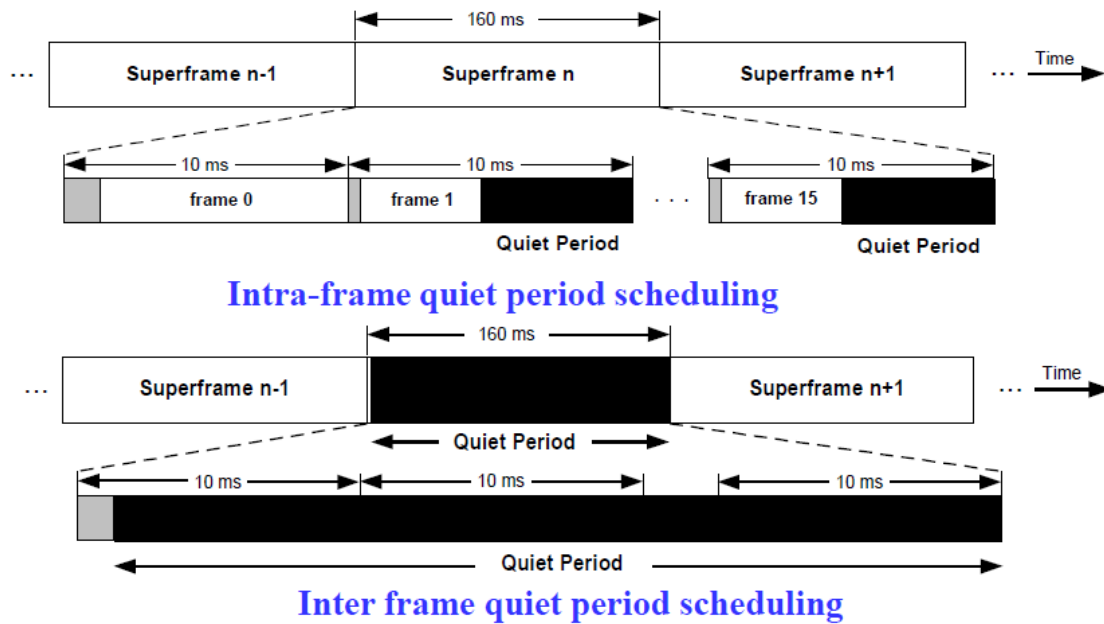 160 ms
... Superframe n-1 Superframe n Superframe n+1 ... Time
10 ms 10 ms 10 ms
frame 0 frame 1 . . . frame 15
Quiet Period Quiet Period
Intra-frame quiet period scheduling
160 ms
... Superframe n-1 Superframe n+1 ... Time
Quiet Period
10 ms 10 ms 10 ms
Quiet Period
Inter frame quiet period scheduling